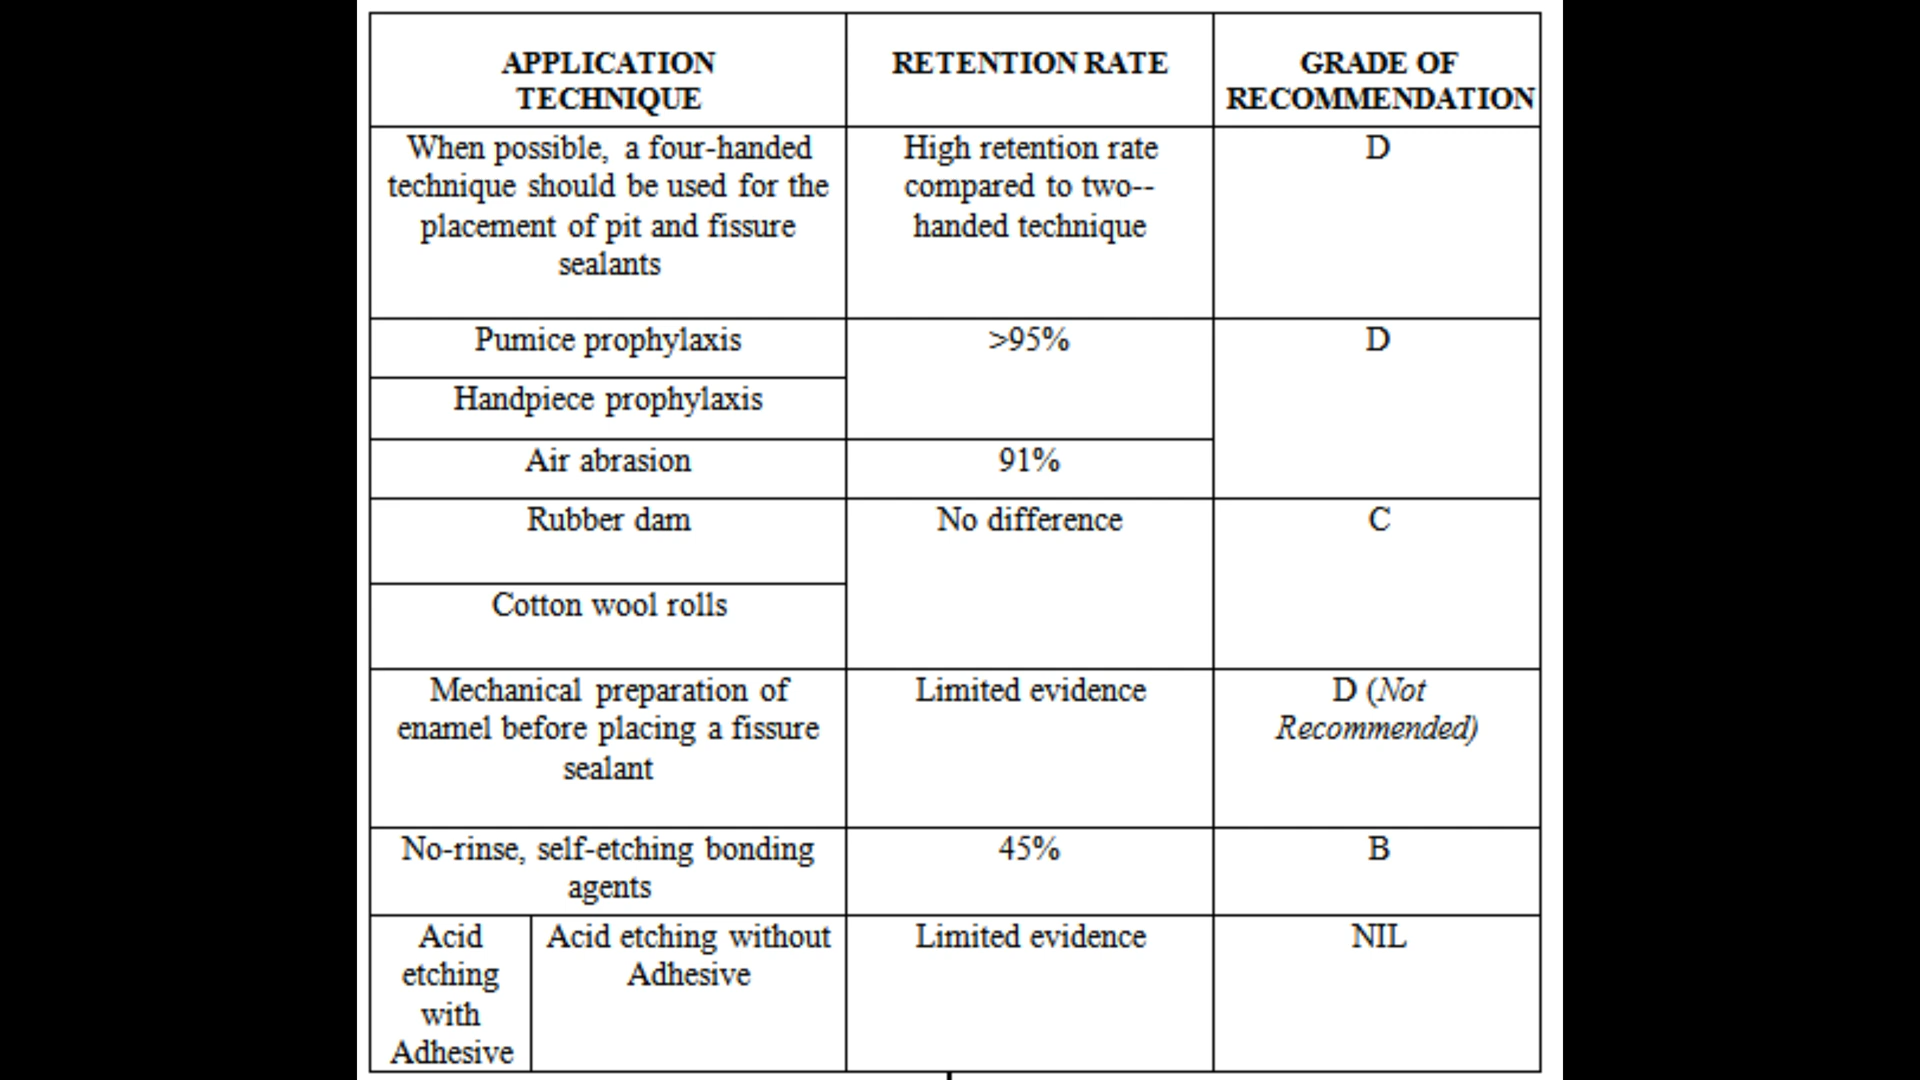 APPLICATION
TECHNIQUE
RETENTION RATE
GRADE OF
RECOMMENDATION
When possible, a four-handed
technique should be used for the
placement of pit and fissure
sealants
High retention rate
compared to two--
handed technique
D
Pumice prophylaxis
>95%
D
Handpiece prophylaxis
Air abrasion
91%
Rubber dam
No difference
C
Cotton wool rolls
Mechanical preparation of
enamel before placing a fissure
sealant
Limited evidence
D (Not
Recommended)
No-rinse, self-etching bonding
agents
45%
B
Acid
etching
with
Adhesive
Acid etching without
Adhesive
Limited evidence
NIL